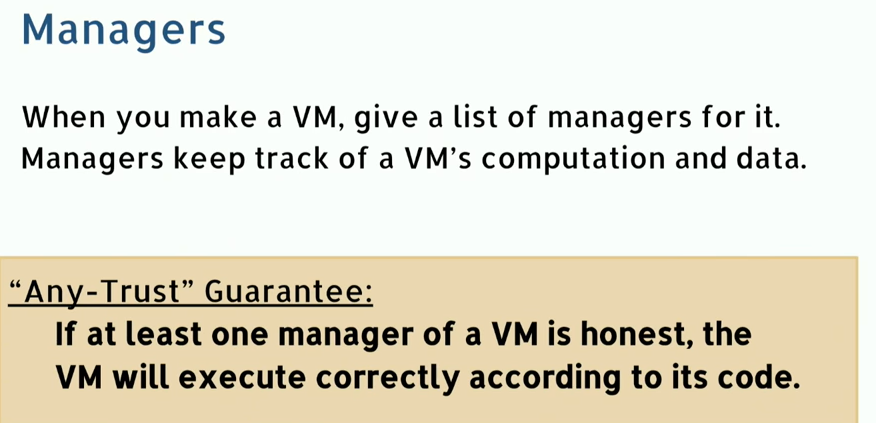 Managers
When you make a VM, give a list of managers for it.
Managers keep track of a VM’s computation and data.
“Any-Trust” Guarantee:
If at least one manager of a VM is honest, the
VM will execute correctly according to its code.